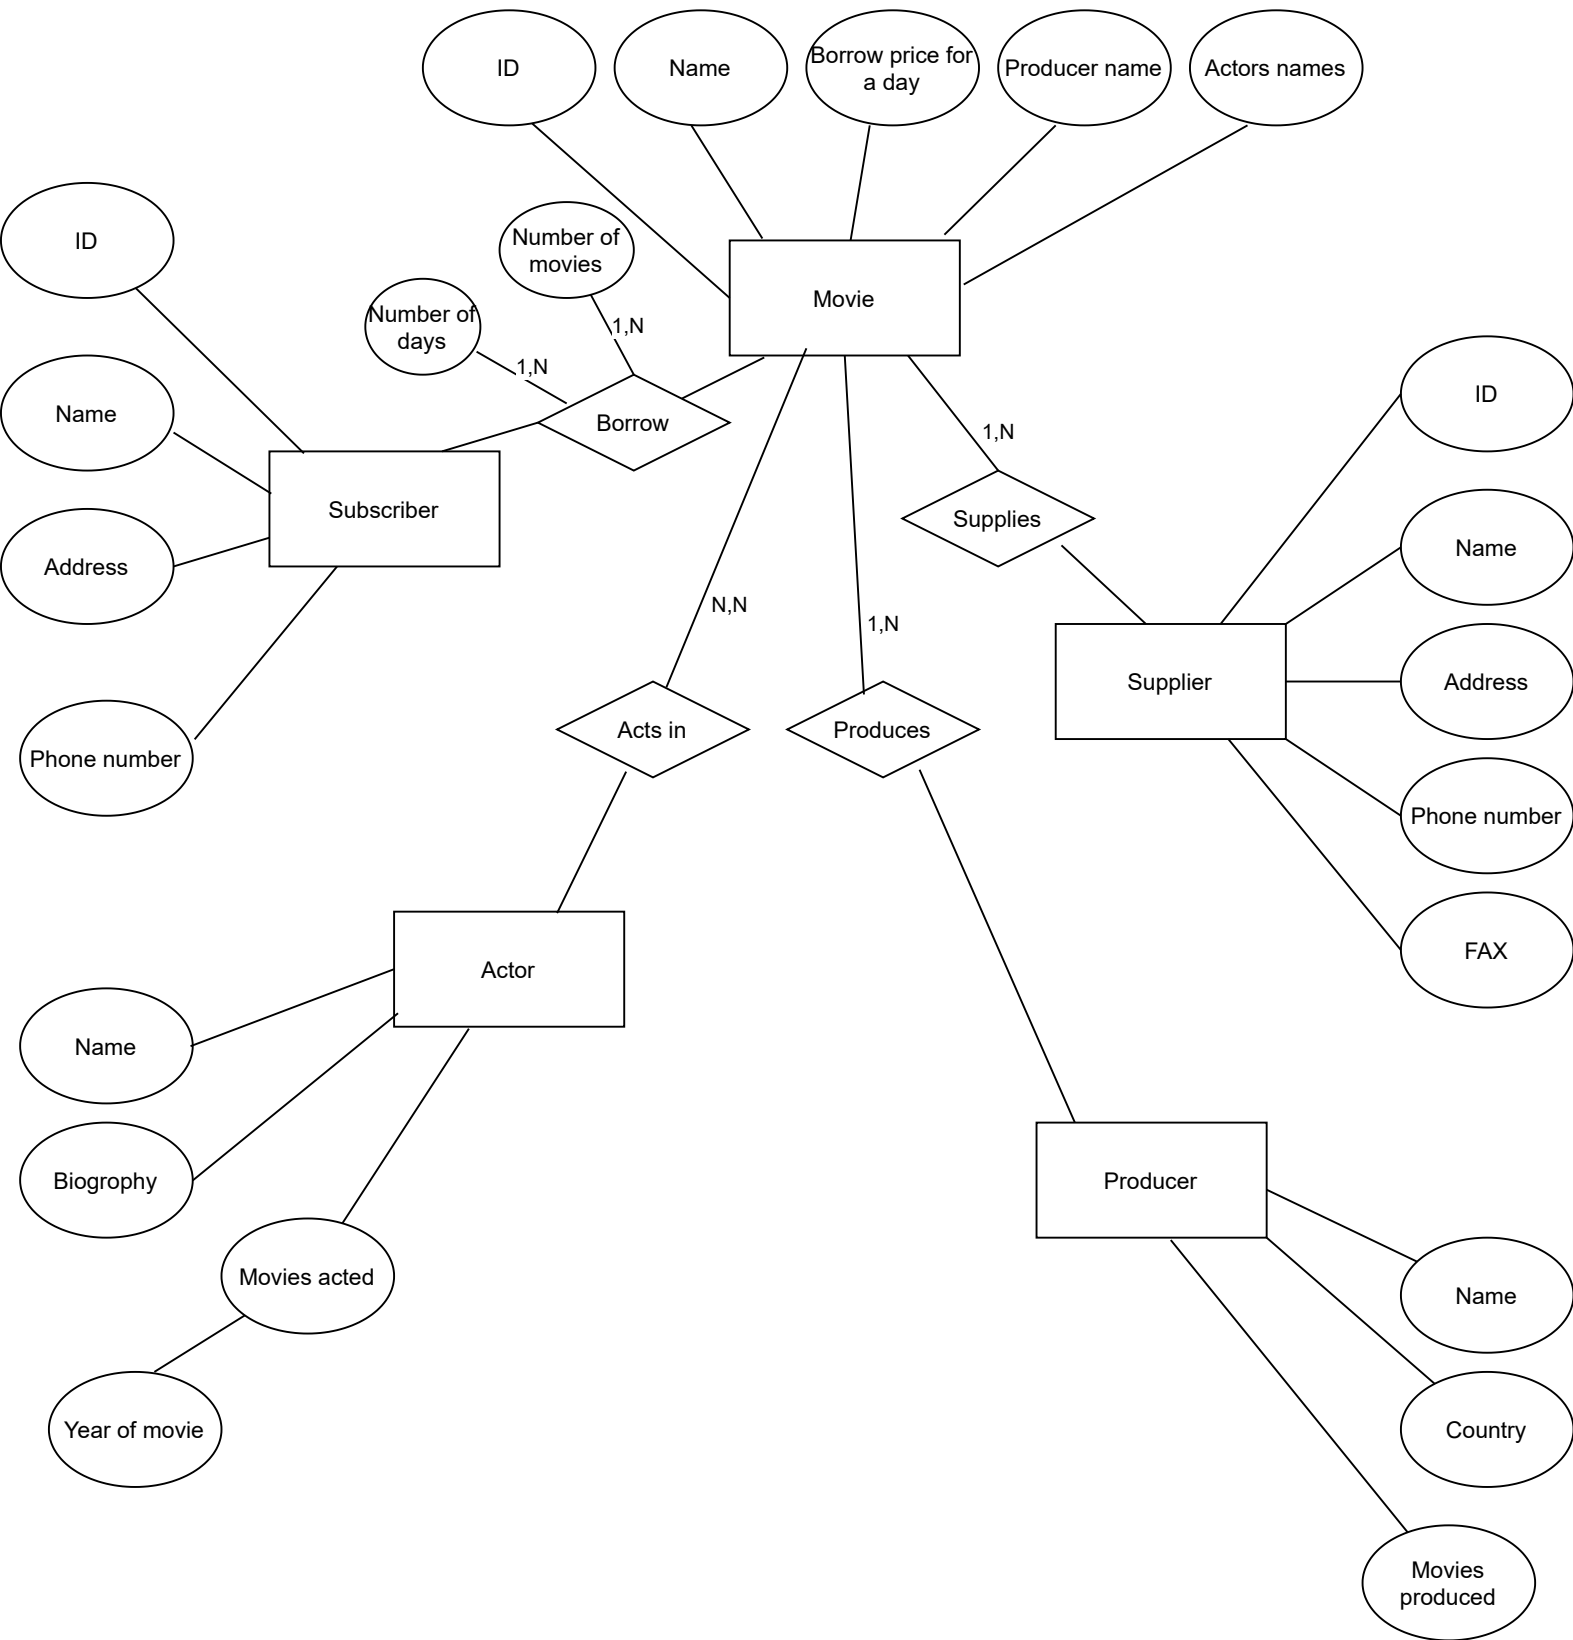 ID
Name
Borrow price for
a day
Producer name
Actors names
ID
Number of
movies
Number of
days
1,N
1,N
Movie
Name
Borrow
1,N
ID
Subscriber
Supplies
Name
Address
N,N
1,N
Supplier
Address
Acts in
Produces
Phone number
Phone number
FAX
Actor
Name
Biogrophy
Producer
Movies acted
Name
Year of movie
Country
Movies
produced